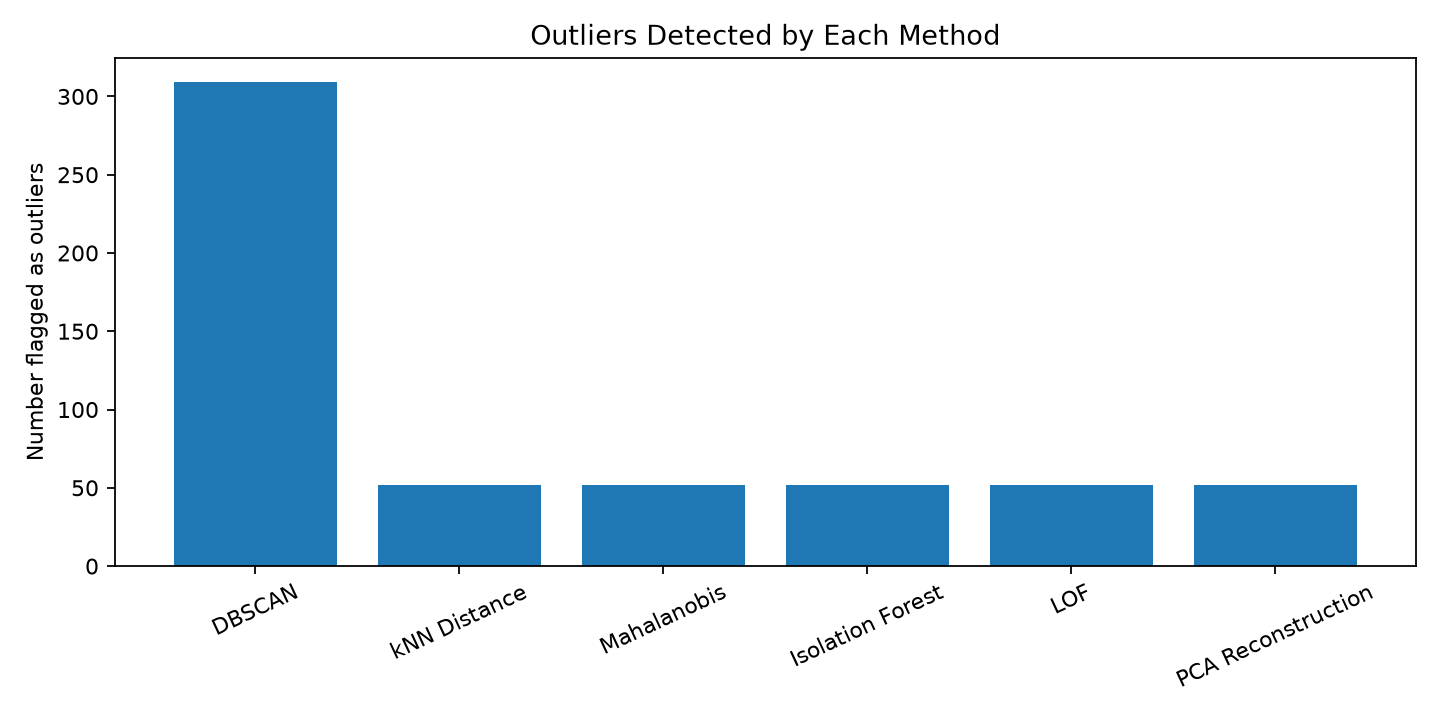 Outliers Detected by Each Method
Number flagged as outliers
300
250
200
150
100
50
0
DBSCAN
kNN Distance
Mahalanobis
Isolation Forest
LOF
PCA Reconstruction